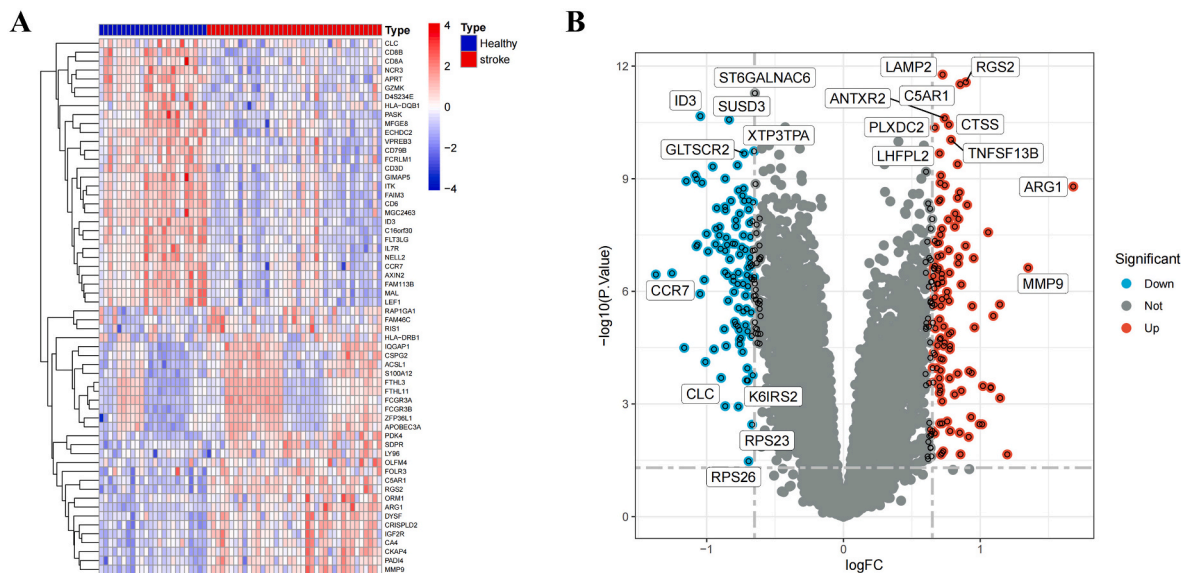 A
Type
4
2
0
−2
−4
Type
Healthy
stroke
CLC
CD8B
CD8A
NCR3
APRT
GZMK
D4S234E
HLA-DQB1
PASK
MFGE8
ECHDC2
VPREB3
CD79B
FCRLM1
CD3D
GIMAP5
ITK
FAIM3
CD6
MGC2463
ID3
C16orf30
FLT3LG
IL7R
NELL2
CCR7
AXIN2
FAM113B
MAL
LEF1
RAP1GA1
FAM46C
RIS1
HLA-DRB1
IQGAP1
CSPG2
ACSL1
S100A12
FTHL3
FTHL11
FCGR3A
FCGR3B
ZFP36L1
APOBEC3A
PDK4
SDPR
LY96
OLFM4
FOLR3
C5AR1
RGS2
ORM1
ARG1
DYSF
CRISPLD2
IGF2R
CA4
CKAP4
PADI4
MMP9
B
−log10(P.Value)
12
9
6
3
0
ST6GALNAC6
LAMP2
RGS2
ID3
SUSD3
ANTXR2
C5AR1
XTP3TPA
PLXDC2
CTSS
GLTSCR2
LHFPL2
TNFSF13B
ARG1
CCR7
MMP9
CLC
K6IRS2
RPS23
RPS26
−1
0
1
logFC
Significant
Down
Not
Up